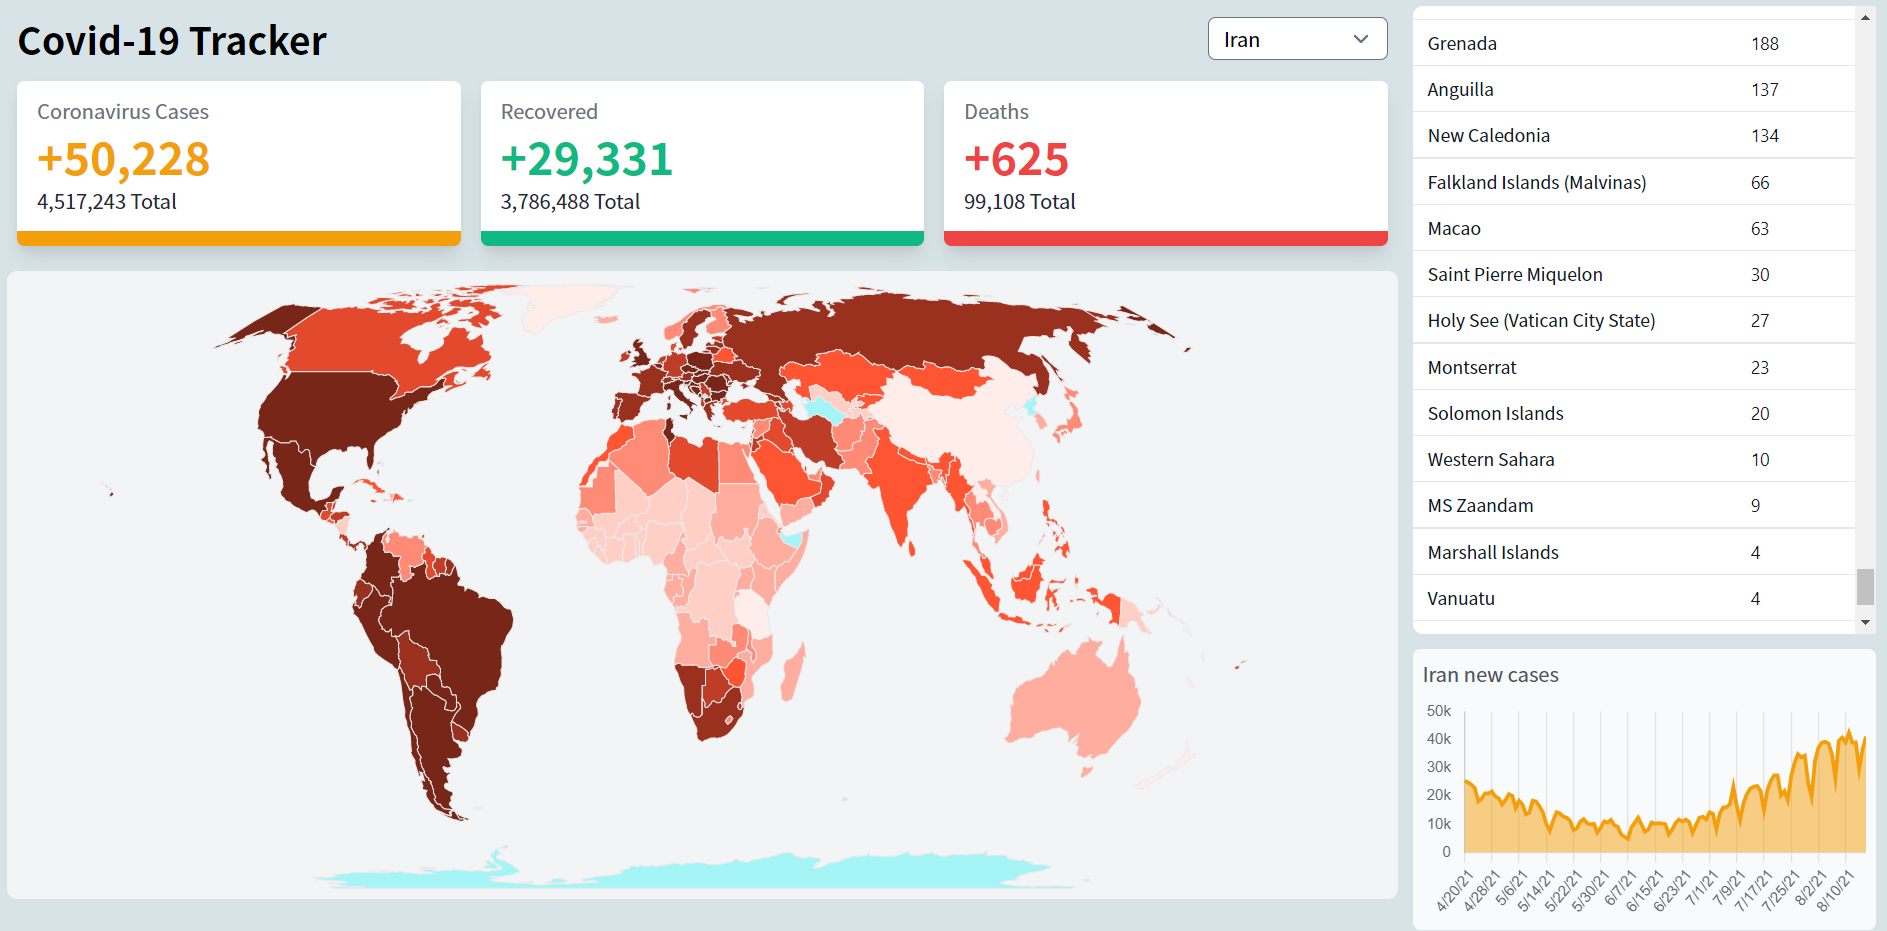 Covid-19 Tracker
Iran
Coronavirus Cases
+50,228
4,517,243 Total
Recovered
+29,331
3,786,488 Total
Deaths
+625
99,108 Total
Grenada 188
Anguilla 137
New Caledonia 134
Falkland Islands (Malvinas) 66
Macao 63
Saint Pierre Miquelon 30
Holy See (Vatican City State) 27
Montserrat 23
Solomon Islands 20
Western Sahara 10
MS Zaandam 9
Marshall Islands 4
Vanuatu 4
Iran new cases
50k
40k
30k
20k
10k
0
4/20/21 4/28/21 5/6/21 5/14/21 5/22/21 5/30/21 6/7/21 6/15/21 6/23/21 7/1/21 7/9/21 7/17/21 7/25/21 8/2/21 8/10/21